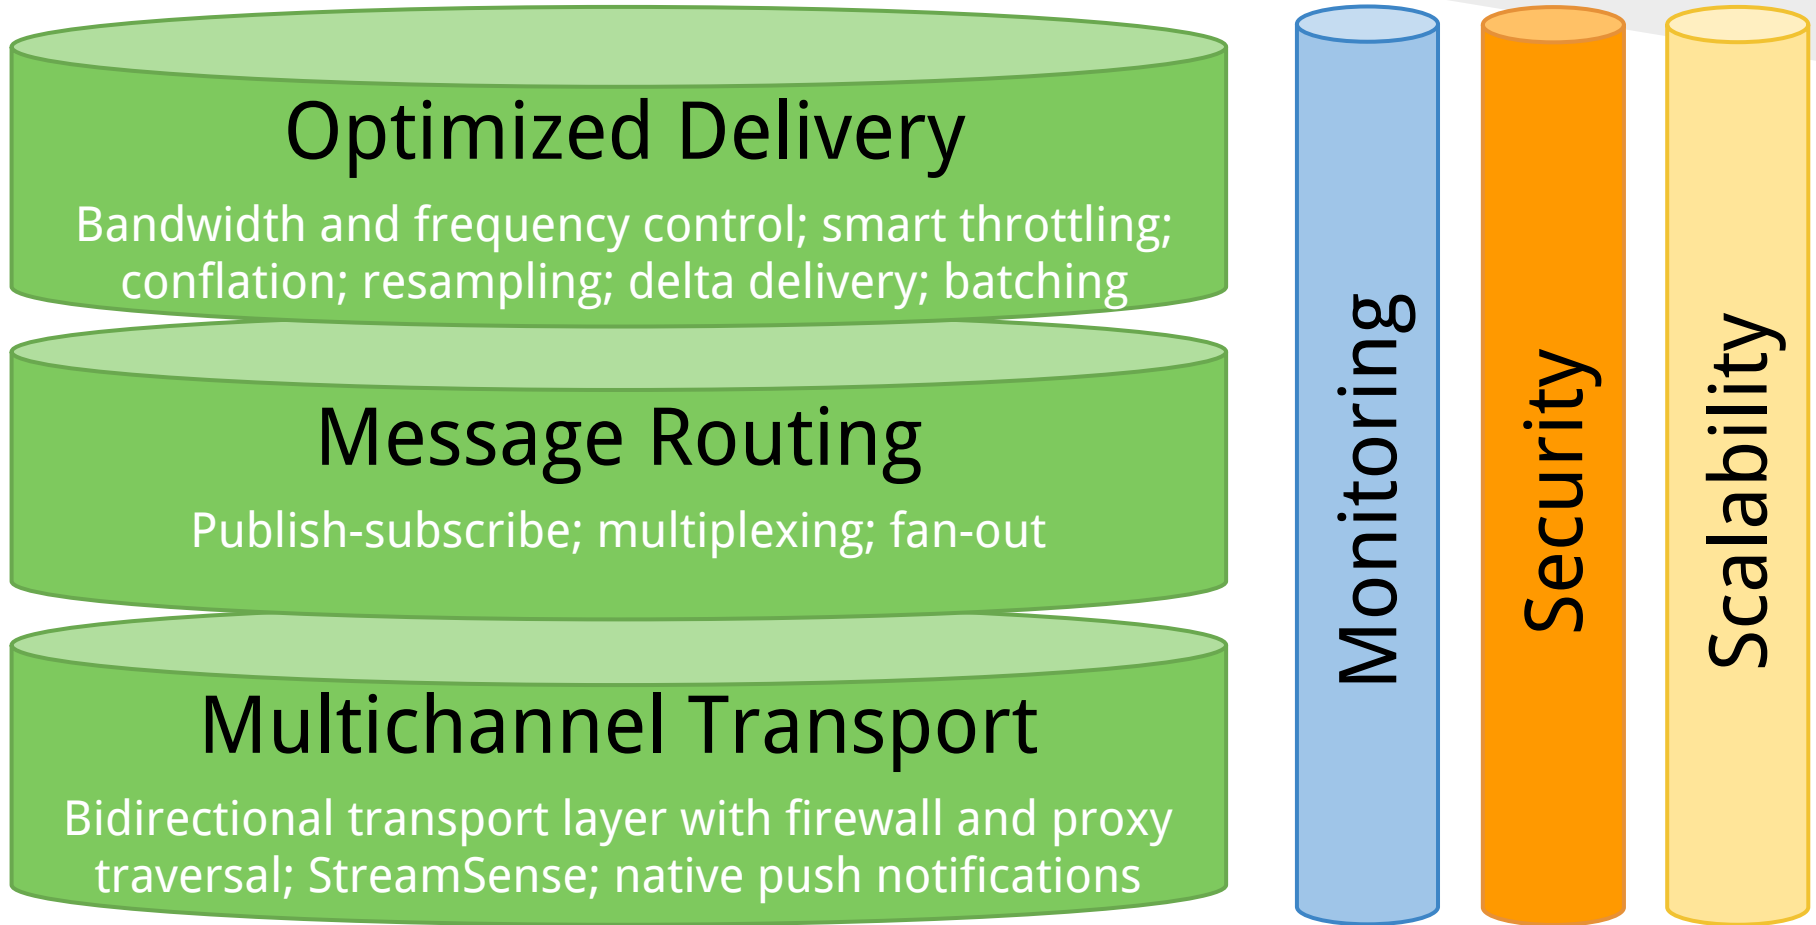 Optimized Delivery
Bandwidth and frequency control; smart throttling;
conflation; resampling; delta delivery; batching
Message Routing
Publish-subscribe; multiplexing; fan-out
Multichannel Transport
Bidirectional transport layer with firewall and proxy
traversal; StreamSense; native push notifications
Monitoring
Security
Scalability